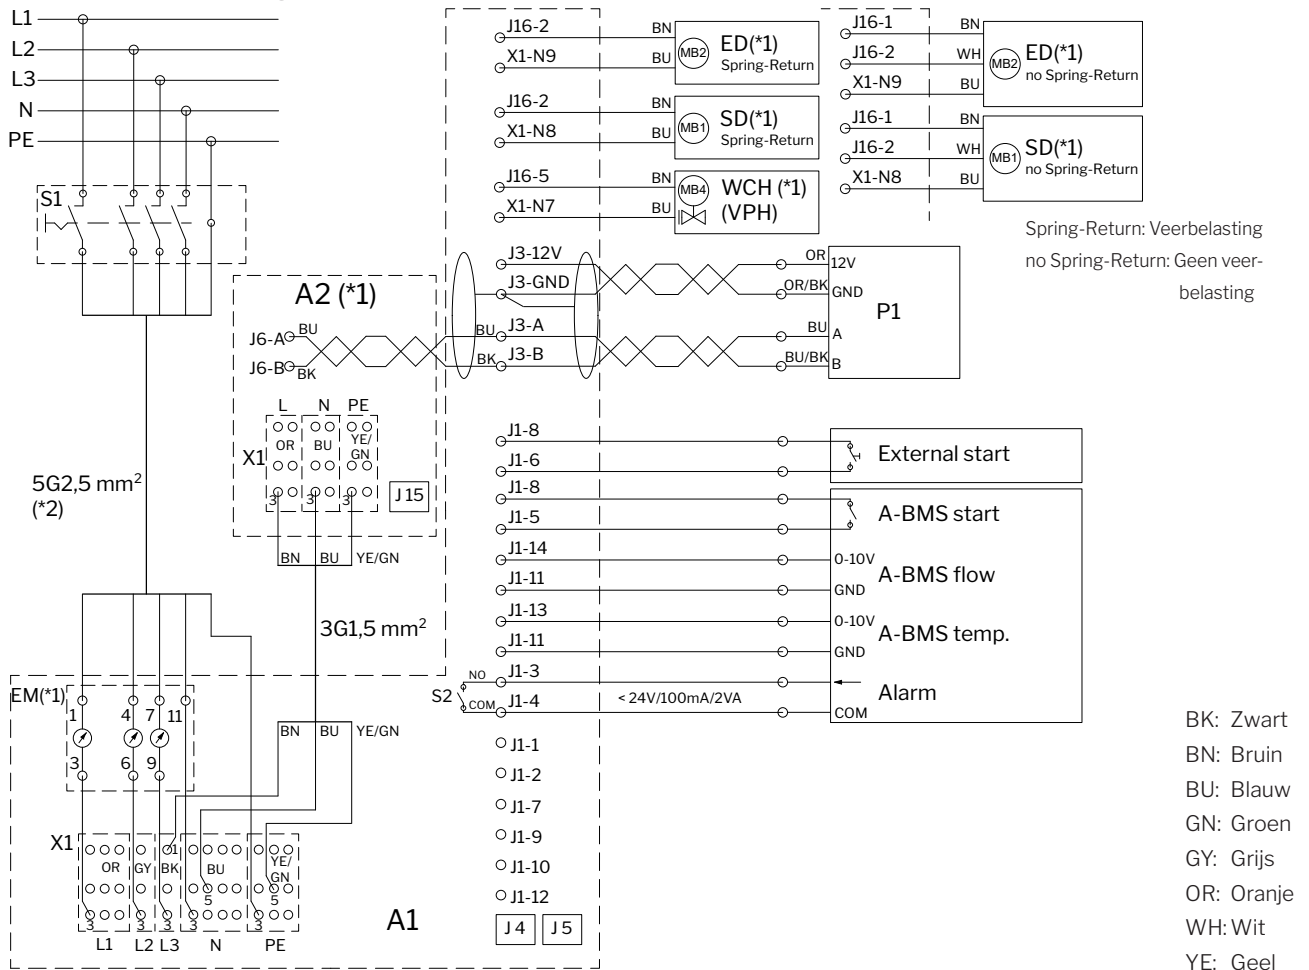 L1
L2
L3
N
PE
S1
5G2,5 mm²
(*2)
A2 (*1)
J6-A
BU
J6-B
BK
L N PE
X1
OR
BU
YE/
GN
3
3
3
J 15
BN BU YE/GN
3G1,5 mm²
BN BU YE/GN
EM(*1)
1 4 7 11
3 6 9
X1
OR
GY
BK
1
BU
YE/
GN
5
5
3
3
3
3
3
L1 L2 L3 N PE
A1
J16-2 BN
X1-N9 BU
MB2
ED(*1)
Spring-Return
J16-2 BN
X1-N8 BU
MB1
SD(*1)
Spring-Return
J16-5 BN
X1-N7 BU
MB4
WCH (*1)
(VPH)
J16-1 BN
J16-2 WH
X1-N9 BU
MB2
ED(*1)
no Spring-Return
J16-1 BN
J16-2 WH
X1-N8 BU
MB1
SD(*1)
no Spring-Return
Spring-Return: Veerbelasting
no Spring-Return: Geen veer-
belasting
J3-12V OR 12V
J3-GND OR/BK GND
BU J3-A BU A
BK J3-B BU/BK B
P1
J1-8
J1-6
External start
J1-8
J1-5
A-BMS start
J1-14 0-10V
J1-11 GND
A-BMS flow
J1-13 0-10V
J1-11 GND
A-BMS temp.
S2
NO J1-3
COM J1-4 < 24V/100mA/2VA COM
Alarm
J1-1
J1-2
J1-7
J1-9
J1-10
J1-12
J 4 J 5
BK: Zwart
BN: Bruin
BU: Blauw
GN: Groen
GY: Grijs
OR: Oranje
WH: Wit
YE: Geel